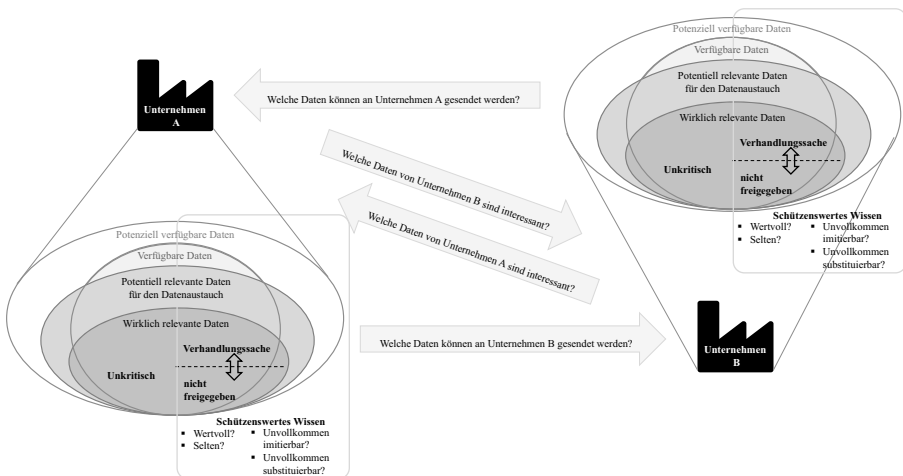 Potenziell verfügbare Daten
Verfügbare Daten
Potentiell relevante Daten
für den Datenaustauch
Wirklich relevante Daten
Verhandlungssache
Unkritisch
nicht
freigegeben
Schützenswertes Wissen
▪ Wertvoll?
▪ Selten?
▪ Unvollkommen
imitierbar?
▪ Unvollkommen
substituierbar?
Unternehmen
A
Welche Daten können an Unternehmen A gesendet werden?
Welche Daten von Unternehmen B sind interessant?
Welche Daten von Unternehmen A sind interessant?
Welche Daten können an Unternehmen B gesendet werden?
Unternehmen
B
Potenziell verfügbare Daten
Verfügbare Daten
Potentiell relevante Daten
für den Datenaustauch
Wirklich relevante Daten
Verhandlungssache
Unkritisch
nicht
freigegeben
Schützenswertes Wissen
▪ Wertvoll?
▪ Selten?
▪ Unvollkommen
imitierbar?
▪ Unvollkommen
substituierbar?